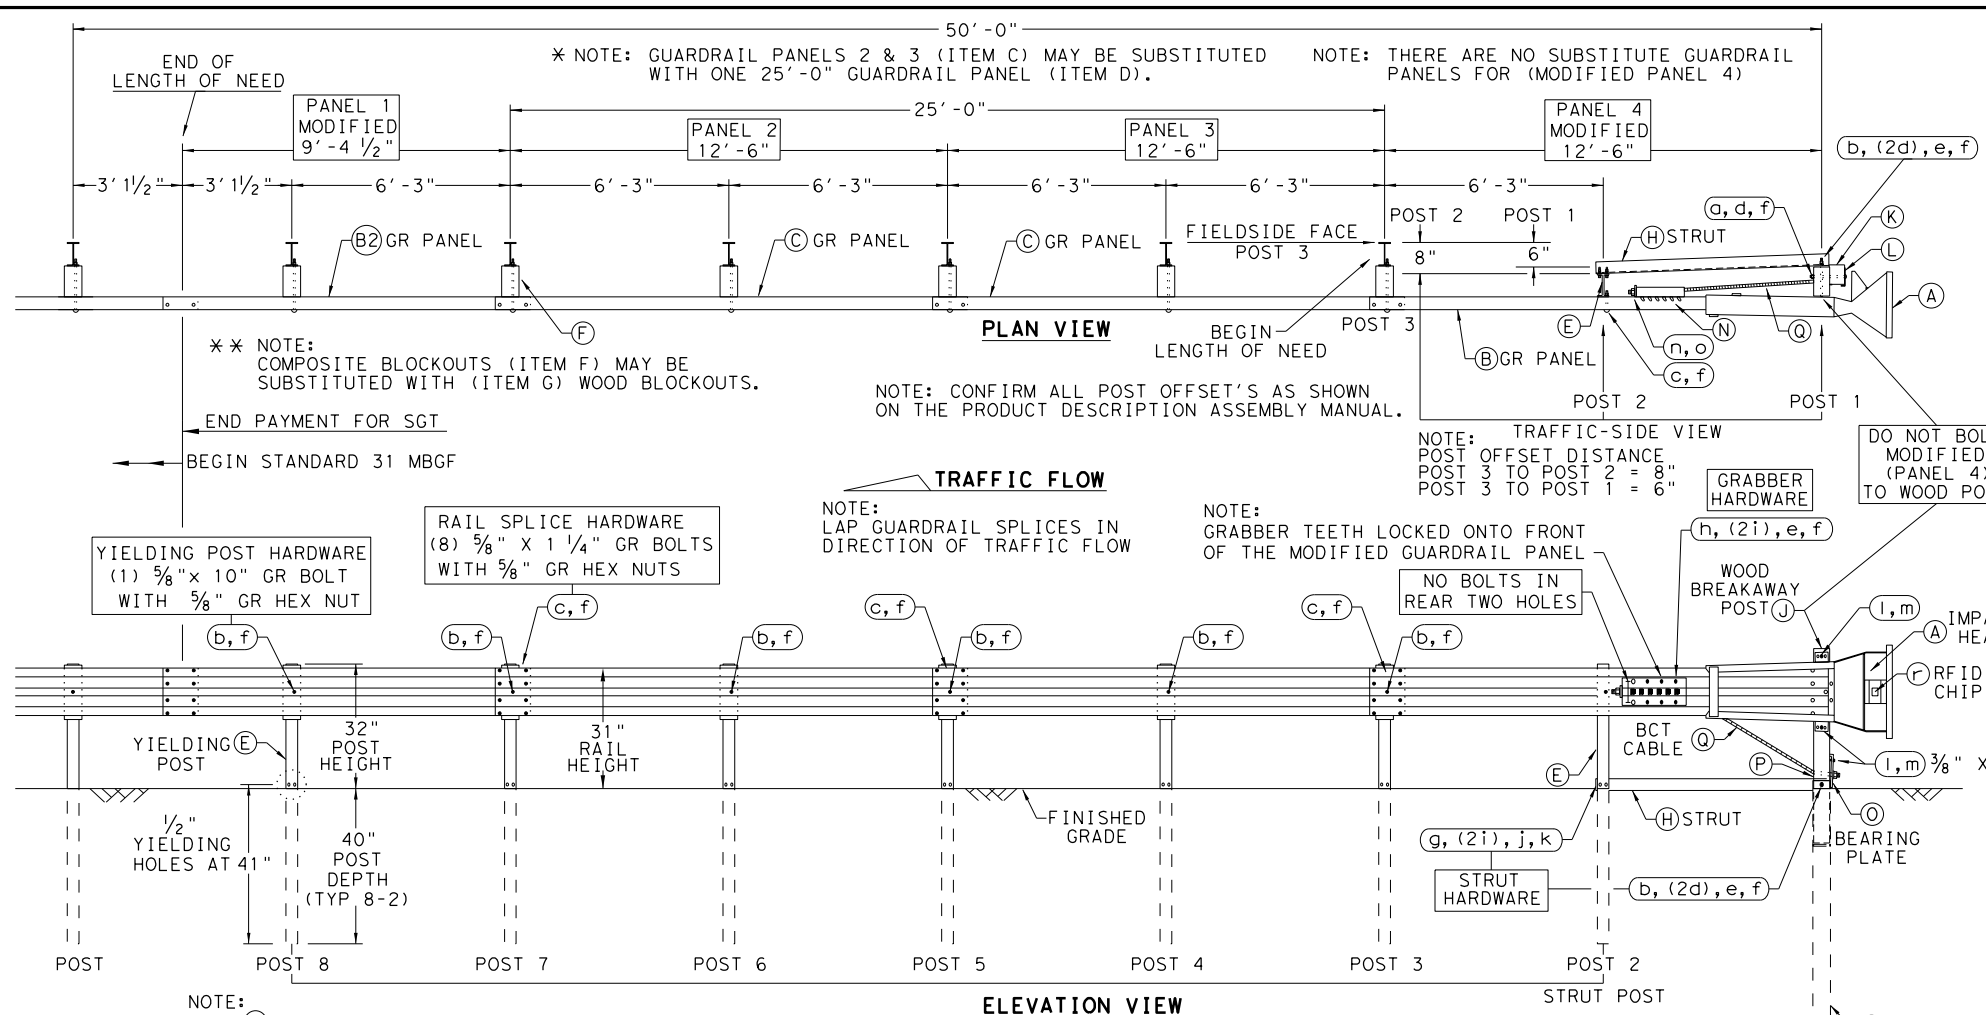 50'-0"
* NOTE: GUARDRAIL PANELS 2 & 3 (ITEM C) MAY BE SUBSTITUTED
WITH ONE 25'-0" GUARDRAIL PANEL (ITEM D).
NOTE: THERE ARE NO SUBSTITUTE GUARDRAIL
PANELS FOR (MODIFIED PANEL 4)
END OF
LENGTH OF NEED
PANEL 1
MODIFIED
9'-4 1/2"
25'-0"
PANEL 2
12'-6"
PANEL 3
12'-6"
PANEL 4
MODIFIED
12'-6"
b, (2d), e, f
3' 1 1/2"
3' 1 1/2"
6'-3"
6'-3"
6'-3"
6'-3"
6'-3"
6'-3"
POST 2
POST 1
a, d, f
K
B2 GR PANEL
C GR PANEL
C GR PANEL
FIELDSIDE FACE
POST 3
8"
6"
H STRUT
L
A
F
PLAN VIEW
BEGIN
LENGTH OF NEED
POST 3
E
N
Q
B GR PANEL
n, o
c, f
** NOTE:
COMPOSITE BLOCKOUTS (ITEM F) MAY BE
SUBSTITUTED WITH (ITEM G) WOOD BLOCKOUTS.
NOTE: CONFIRM ALL POST OFFSET'S AS SHOWN
ON THE PRODUCT DESCRIPTION ASSEMBLY MANUAL.
POST 2
POST 1
END PAYMENT FOR SGT
BEGIN STANDARD 31 MBGF
TRAFFIC-SIDE VIEW
NOTE:
POST OFFSET DISTANCE
POST 3 TO POST 2 = 8"
POST 3 TO POST 1 = 6"
DO NOT BOL
MODIFIED
(PANEL 4)
TO WOOD PO
TRAFFIC FLOW
NOTE:
LAP GUARDRAIL SPLICES IN
DIRECTION OF TRAFFIC FLOW
NOTE:
GRABBER TEETH LOCKED ONTO FRONT
OF THE MODIFIED GUARDRAIL PANEL
GRABBER
HARDWARE
h, (2i), e, f
YIELDING POST HARDWARE
(1) 5/8"x 10" GR BOLT
WITH 5/8" GR HEX NUT
RAIL SPLICE HARDWARE
(8) 5/8" X 1 1/4" GR BOLTS
WITH 5/8" GR HEX NUTS
NO BOLTS IN
REAR TWO HOLES
WOOD
BREAKAWAY
POST J
l, m
A IMPA
HEA
b, f
b, f
c, f
b, f
c, f
b, f
b, f
c, f
b, f
r RFID
CHIP
YIELDING E
POST
32"
POST
HEIGHT
31"
RAIL
HEIGHT
BCT
CABLE
Q
E
P
l, m 3/8" X
1/2"
YIELDING
HOLES AT 41"
40"
POST
DEPTH
(TYP 8-2)
FINISHED
GRADE
H STRUT
O
BEARING
PLATE
g, (2i), j, k
STRUT
HARDWARE
b, (2d), e, f
POST
POST 8
POST 7
POST 6
POST 5
POST 4
POST 3
POST 2
STRUT POST
NOTE:
ELEVATION VIEW